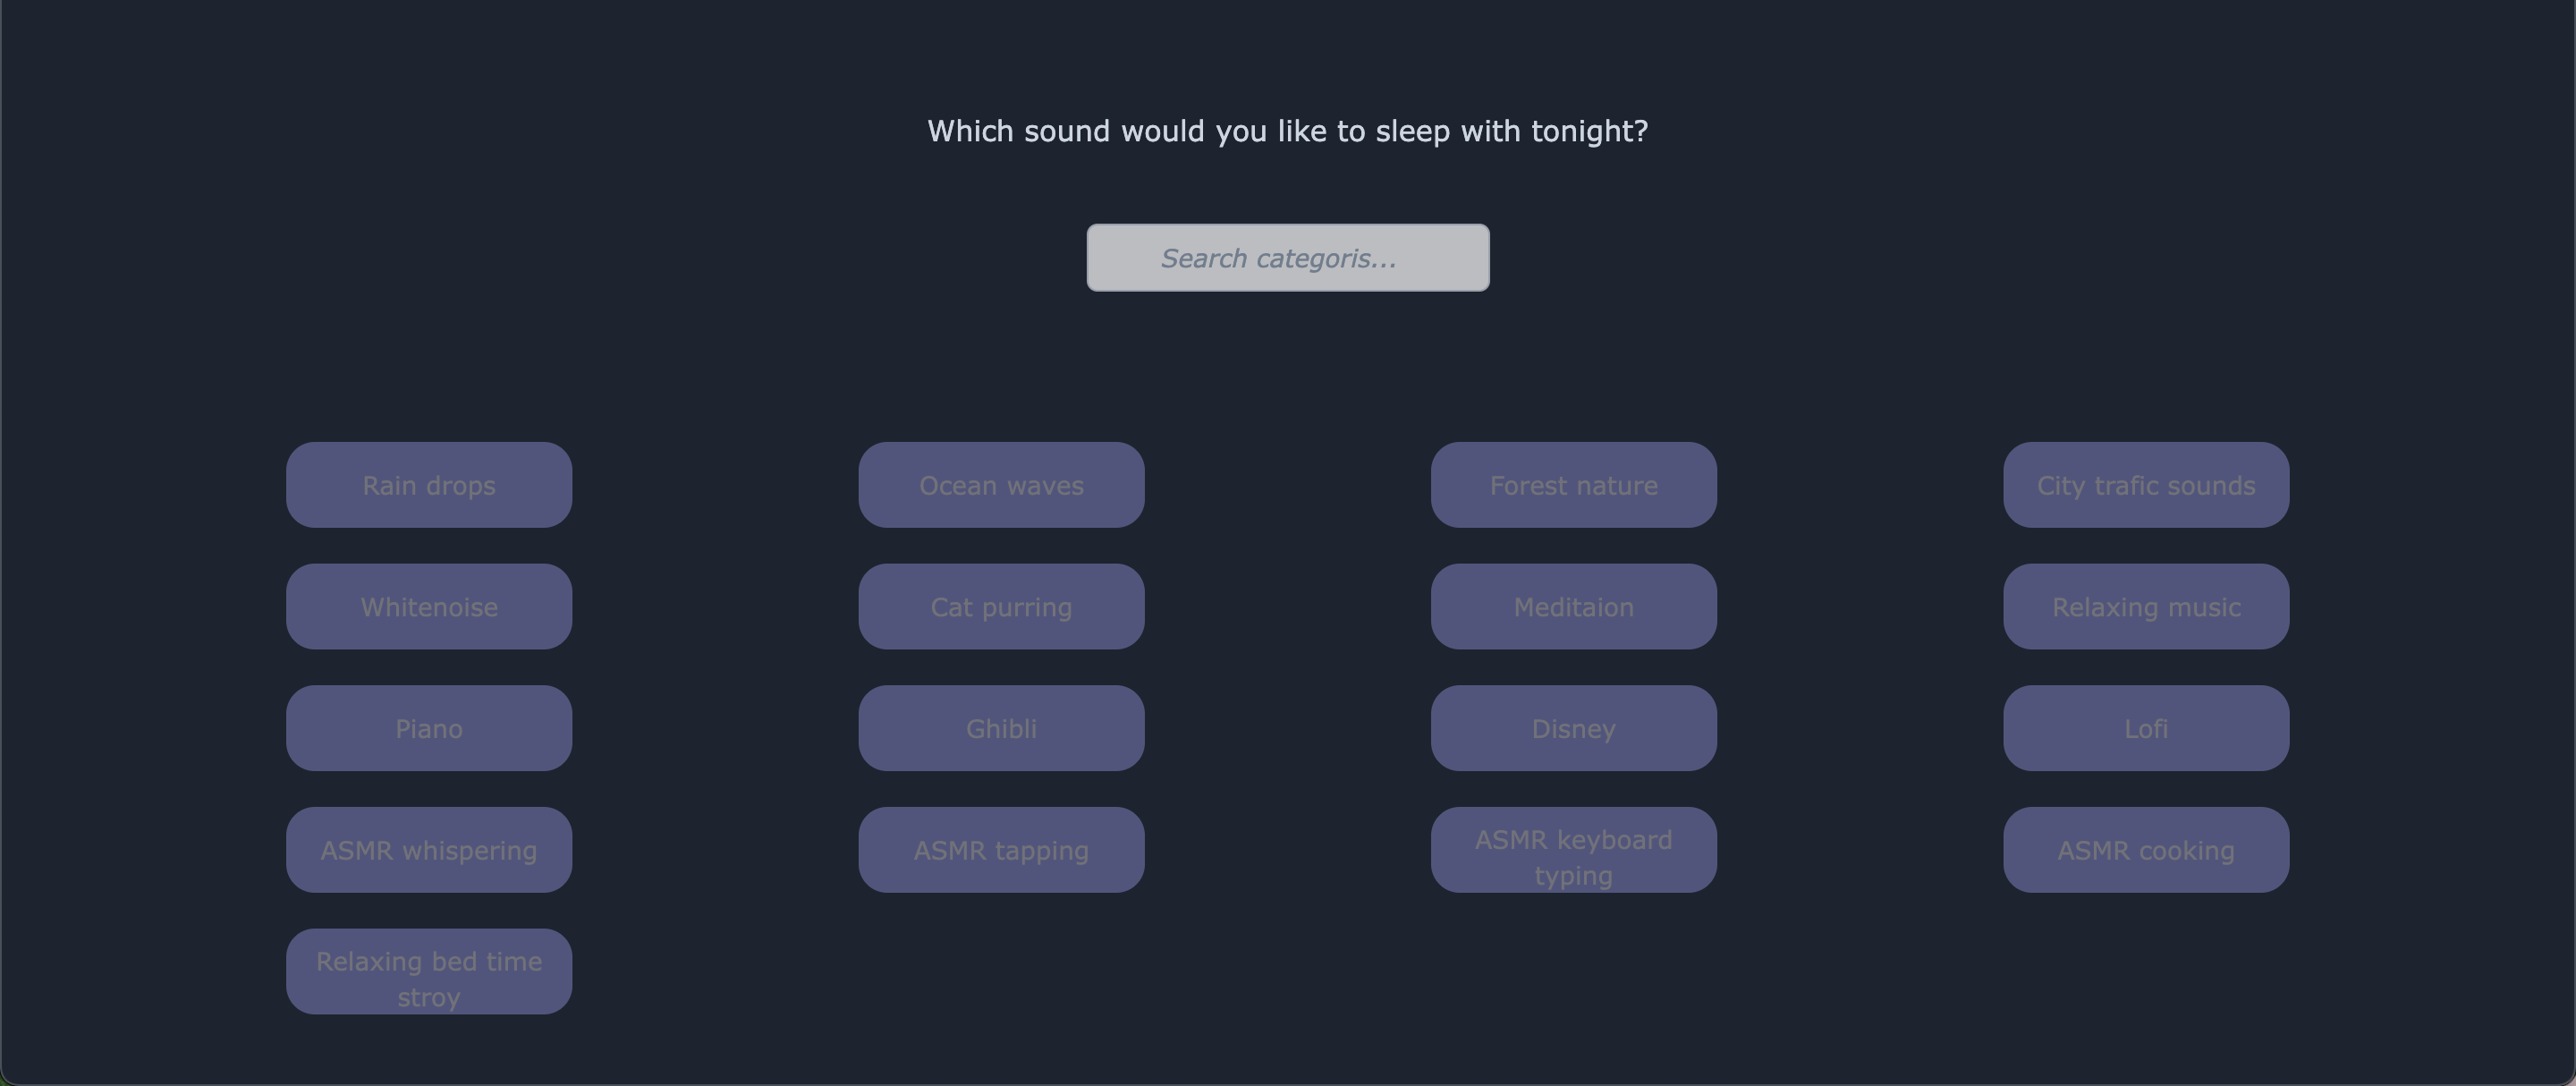 Which sound would you like to sleep with tonight?
Search categoris...
Rain drops
Ocean waves
Forest nature
City trafic sounds
Whitenoise
Cat purring
Meditaion
Relaxing music
Piano
Ghibli
Disney
Lofi
ASMR whispering
ASMR tapping
ASMR keyboard
typing
ASMR cooking
Relaxing bed time
stroy